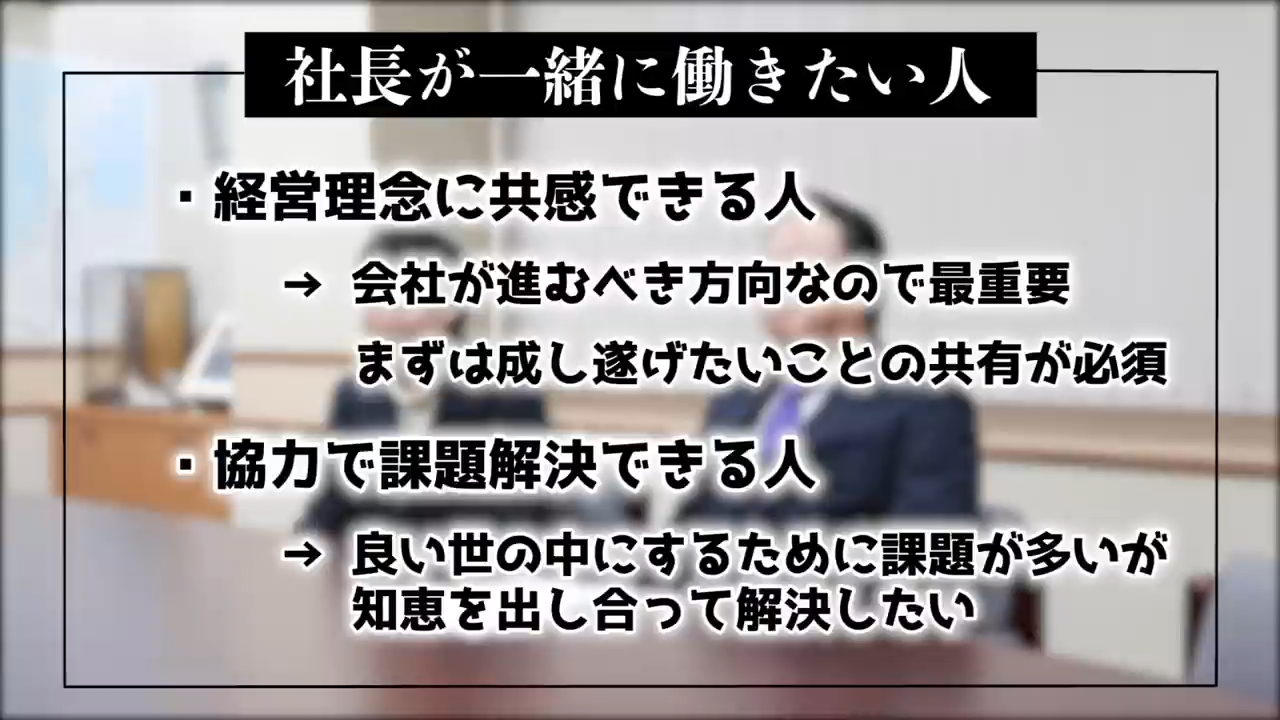 社長が一緒に働きたい人
・経営理念に共感できる人
→ 会社が進むべき方向なので最重要
まずは成し遂げたいことの共有が必須
・協力で課題解決できる人
→ 良い世の中にするために課題が多いが
知恵を出し合って解決したい